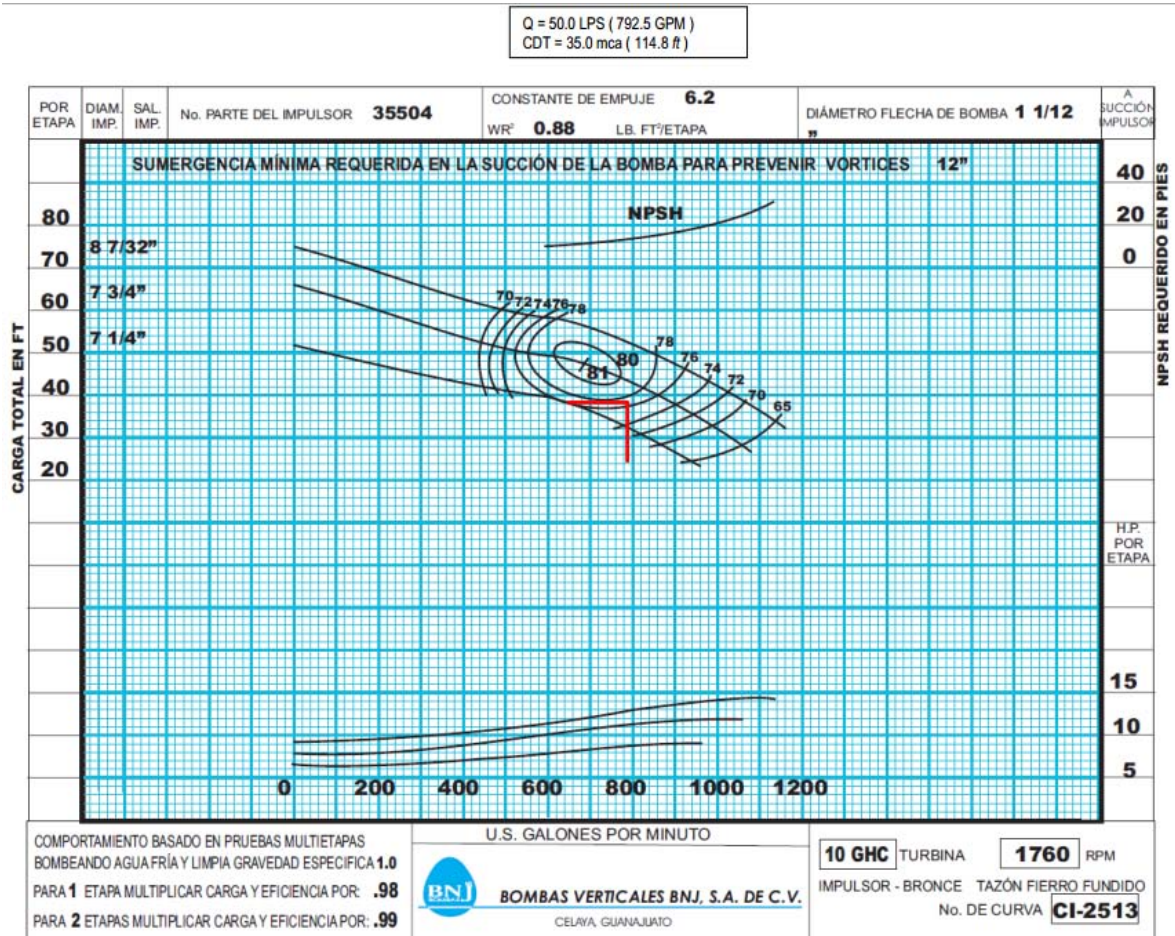 Q = 50.0 LPS ( 792.5 GPM )
CDT = 35.0 mca ( 114.8 ft )
POR ETAPA
DIAM. IMP.
SAL. IMP.
No. PARTE DEL IMPULSOR 35504
CONSTANTE DE EMPUJE 6.2
WR² 0.88 LB. FT²/ETAPA
DIÁMETRO FLECHA DE BOMBA 1 1/12 "
A SUCCIÓN IMPULSOR
SUMERGENCIA MÍNIMA REQUERIDA EN LA SUCCIÓN DE LA BOMBA PARA PREVENIR VORTICES 12"
CARGA TOTAL EN FT
80
70
60
50
40
30
20
8 7/32"
7 3/4"
7 1/4"
NPSH
70
72
74
76
78
80
81
78
76
74
72
70
65
40
20
0
NPSH REQUERIDO EN PIES
H.P. POR ETAPA
15
10
5
0 200 400 600 800 1000 1200
COMPORTAMIENTO BASADO EN PRUEBAS MULTIETAPAS
BOMBEANDO AGUA FRÍA Y LIMPIA GRAVEDAD ESPECIFICA 1.0
PARA 1 ETAPA MULTIPLICAR CARGA Y EFICIENCIA POR: .98
PARA 2 ETAPAS MULTIPLICAR CARGA Y EFICIENCIA POR: .99
U.S. GALONES POR MINUTO
BNJ
BOMBAS VERTICALES BNJ, S.A. DE C.V.
CELAYA, GUANAJUATO
10 GHC TURBINA 1760 RPM
IMPULSOR - BRONCE TAZÓN FIERRO FUNDIDO
No. DE CURVA CI-2513